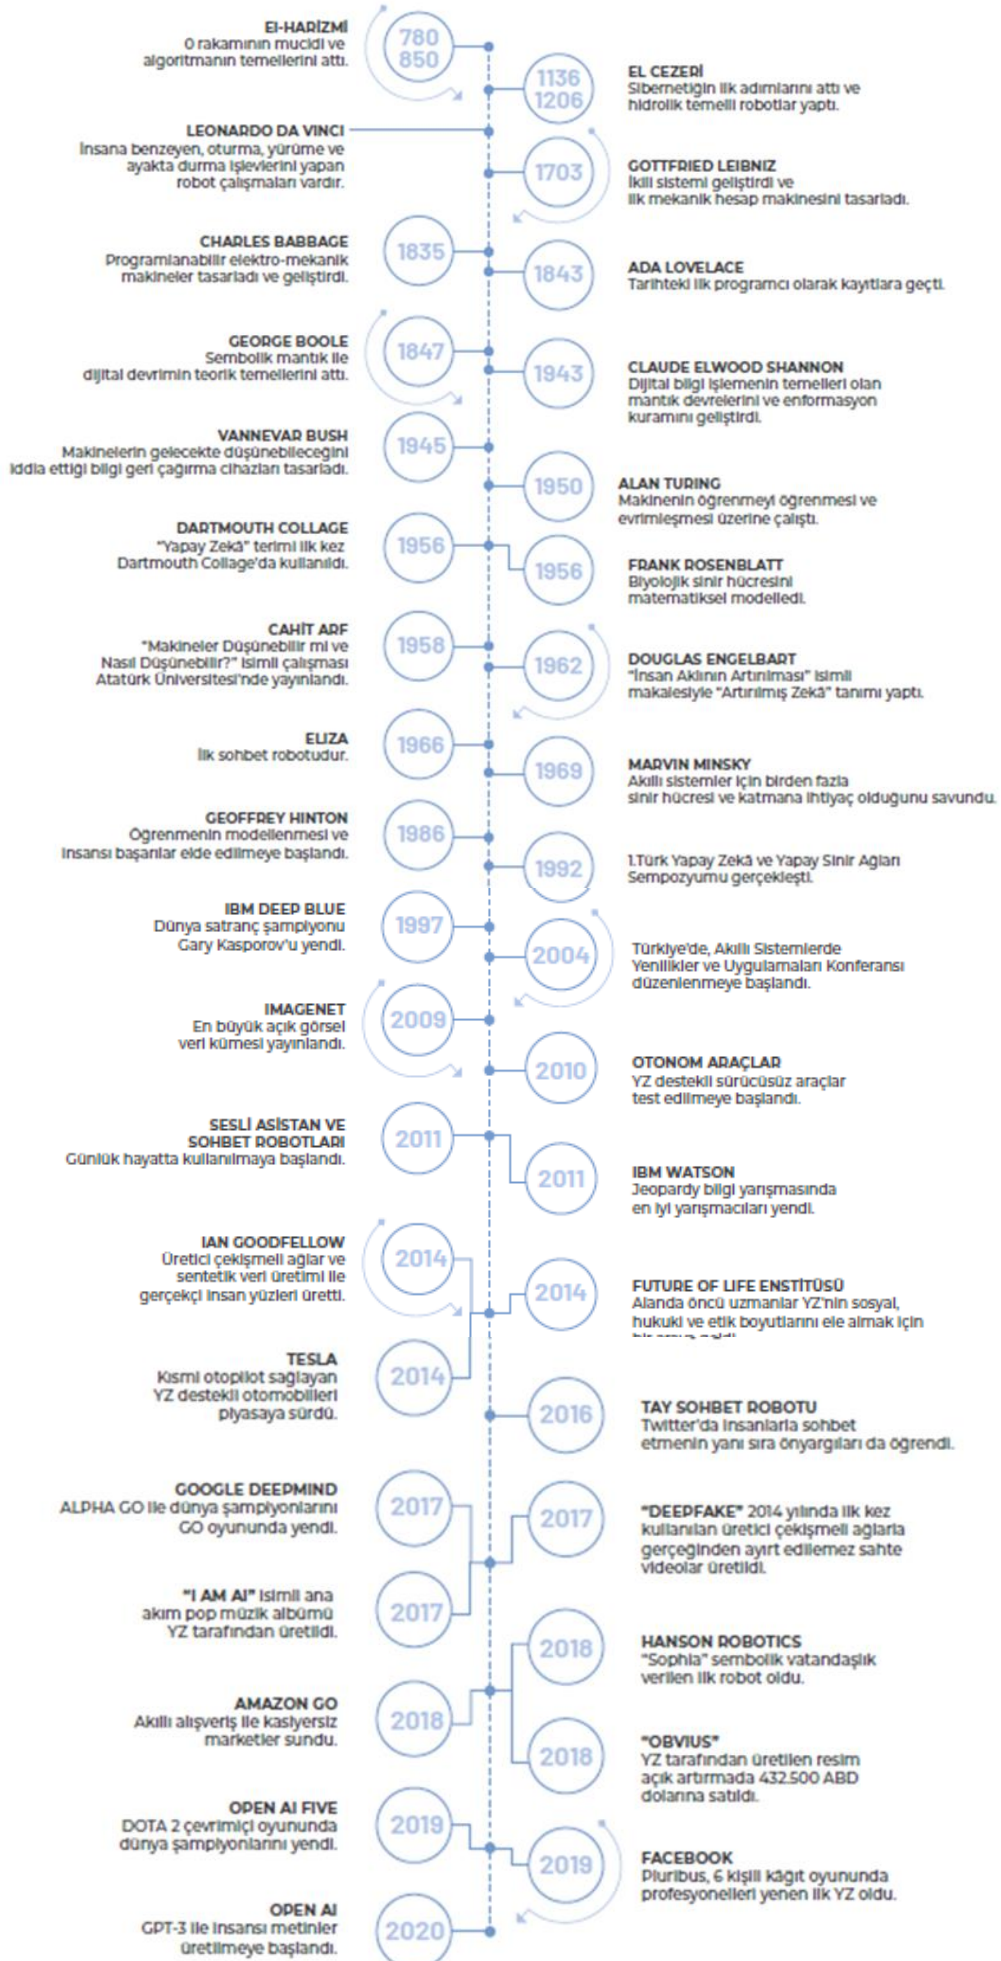 El-HARİZMİ
0 rakamının mucidi ve
algoritmanın temellerini attı.
780
850
1136
1206
EL CEZERİ
Sibernetiğin ilk adımlarını attı ve
hidrolik temelli robotlar yaptı.
LEONARDO DA VINCI
İnsana benzeyen, oturma, yürüme ve
ayakta durma işlevlerini yapan
robot çalışmaları vardır.
1703
GOTTFRIED LEIBNIZ
İkili sistemi geliştirdi ve
ilk mekanik hesap makinesini tasarladı.
CHARLES BABBAGE
Programlanabilir elektro-mekanik
makineler tasarladı ve geliştirdi.
1835
1843
ADA LOVELACE
Tarihteki ilk programcı olarak kayıtlara geçti.
GEORGE BOOLE
Sembolik mantık ile
dijital devrimin teorik temellerini attı.
1847
1943
CLAUDE ELWOOD SHANNON
Dijital bilgi işlemenin temelleri olan
mantık devrelerini ve enformasyon
kuramını geliştirdi.
VANNEVAR BUSH
Makinelerin gelecekte düşünebileceğini
iddia ettiği bilgi geri çağırma cihazları tasarladı.
1945
1950
ALAN TURING
Makinenin öğrenmeyi öğrenmesi ve
evrimleşmesi üzerine çalıştı.
DARTMOUTH COLLAGE
"Yapay Zekâ" terimi ilk kez
Dartmouth Collage'da kullanıldı.
1956
1956
FRANK ROSENBLATT
Biyolojik sinir hücresini
matematiksel modelledi.
CAHİT ARF
"Makineler Düşünebilir mi ve
Nasıl Düşünebilir?" isimli çalışması
Atatürk Üniversitesi'nde yayınlandı.
1958
1962
DOUGLAS ENGELBART
"İnsan Aklının Artırılması" isimli
makalesiyle "Artırılmış Zekâ" tanımı yaptı.
ELIZA
İlk sohbet robotudur.
1966
1969
MARVIN MINSKY
Akıllı sistemler için birden fazla
sinir hücresi ve katmana ihtiyaç olduğunu savundu.
GEOFFREY HINTON
Öğrenmenin modellenmesi ve
insansı başarılar elde edilmeye başlandı.
1986
1992
1.Türk Yapay Zekâ ve Yapay Sinir Ağları
Sempozyumu gerçekleşti.
IBM DEEP BLUE
Dünya satranç şampiyonu
Gary Kasporov'u yendi.
1997
2004
Türkiye'de, Akıllı Sistemlerde
Yenilikler ve Uygulamaları Konferansı
düzenlenmeye başlandı.
IMAGENET
En büyük açık görsel
veri kümesi yayınlandı.
2009
2010
OTONOM ARAÇLAR
YZ destekli sürücüsüz araçlar
test edilmeye başlandı.
SESLİ ASİSTAN VE
SOHBET ROBOTLARI
Günlük hayatta kullanılmaya başlandı.
2011
2011
IBM WATSON
Jeopardy bilgi yarışmasında
en iyi yarışmacıları yendi.
IAN GOODFELLOW
Üretici çekişmeli ağlar ve
sentetik veri üretimi ile
gerçekçi insan yüzleri üretti.
2014
2014
FUTURE OF LIFE ENSTİTÜSÜ
Alanda öncü uzmanlar YZ'nin sosyal,
hukuki ve etik boyutlarını ele almak için
TESLA
Kısmi otopilot sağlayan
YZ destekli otomobilleri
piyasaya sürdü.
2014
2016
TAY SOHBET ROBOTU
Twitter'da insanlarla sohbet
etmenin yanı sıra önyargıları da öğrendi.
GOOGLE DEEPMIND
ALPHA GO ile dünya şampiyonlarını
GO oyununda yendi.
2017
2017
"DEEPFAKE" 2014 yılında ilk kez
kullanılan üretici çekişmeli ağlarla
gerçeğinden ayırt edilemez sahte
videolar üretildi.
"I AM AI" isimli ana
akım pop müzik albümü
YZ tarafından üretildi.
2017
2018
HANSON ROBOTICS
"Sophia" sembolik vatandaşlık
verilen ilk robot oldu.
AMAZON GO
Akıllı alışveriş ile kasiyersiz
marketler sundu.
2018
2018
"OBVIUS"
YZ tarafından üretilen resim
açık artırmada 432.500 ABD
dolarına satıldı.
OPEN AI FIVE
DOTA 2 çevrimiçi oyununda
dünya şampiyonlarını yendi.
2019
2019
FACEBOOK
Pluribus, 6 kişili kâğıt oyununda
profesyonelleri yenen ilk YZ oldu.
OPEN AI
GPT-3 ile insansı metinler
üretilmeye başlandı.
2020